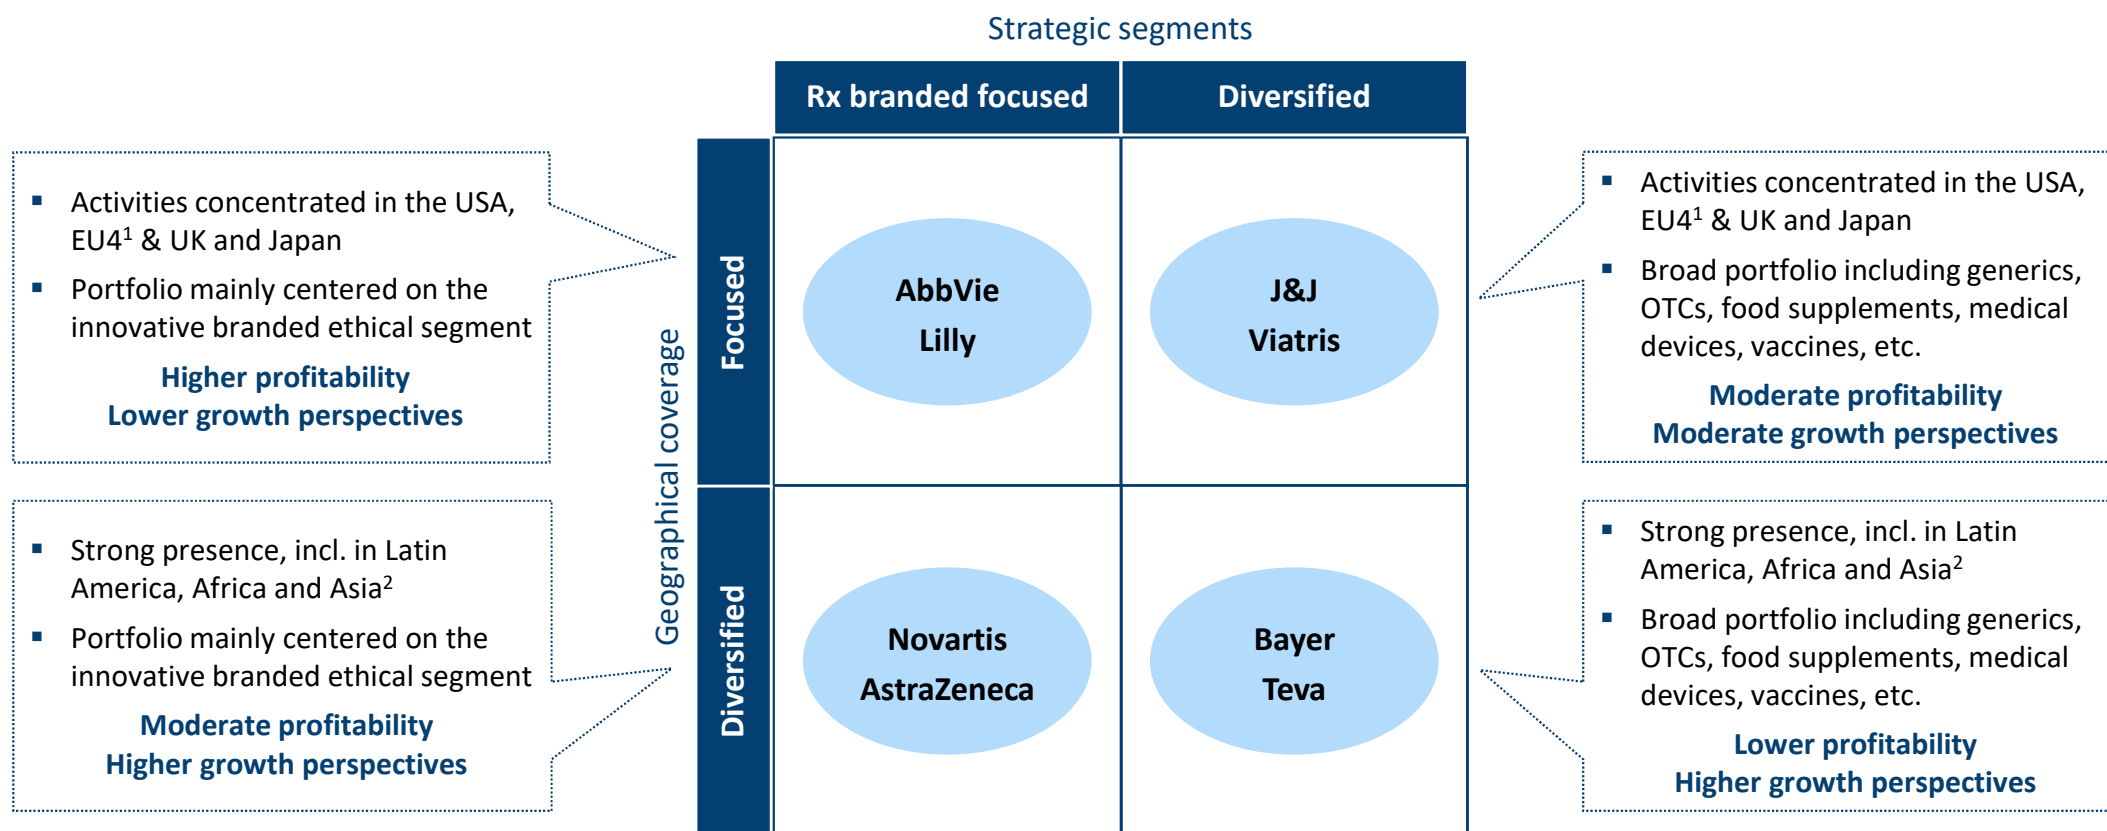 Strategic segments
Rx branded focused
Diversified
▪ Activities concentrated in the USA,
EU4¹ & UK and Japan
▪ Portfolio mainly centered on the
innovative branded ethical segment
Higher profitability
Lower growth perspectives
Geographical coverage
Focused
AbbVie
Lilly
J&J
Viatris
▪ Activities concentrated in the USA,
EU4¹ & UK and Japan
▪ Broad portfolio including generics,
OTCs, food supplements, medical
devices, vaccines, etc.
Moderate profitability
Moderate growth perspectives
▪ Strong presence, incl. in Latin
America, Africa and Asia²
▪ Portfolio mainly centered on the
innovative branded ethical segment
Moderate profitability
Higher growth perspectives
Diversified
Novartis
AstraZeneca
Bayer
Teva
▪ Strong presence, incl. in Latin
America, Africa and Asia²
▪ Broad portfolio including generics,
OTCs, food supplements, medical
devices, vaccines, etc.
Lower profitability
Higher growth perspectives